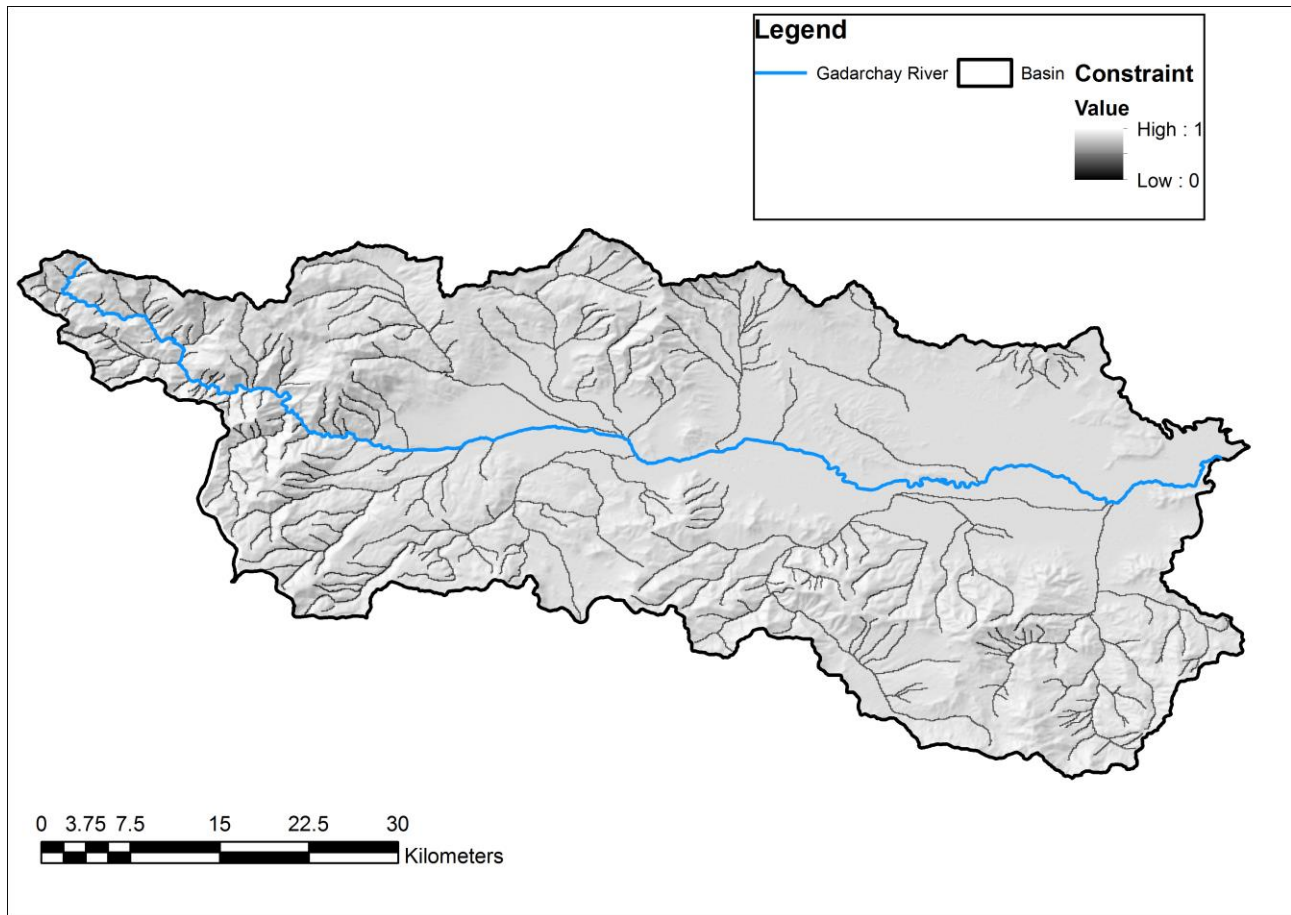 Legend
Gadarchay River
Basin
Constraint
Value
High : 1
Low : 0
0 3.75 7.5 15 22.5 30
Kilometers